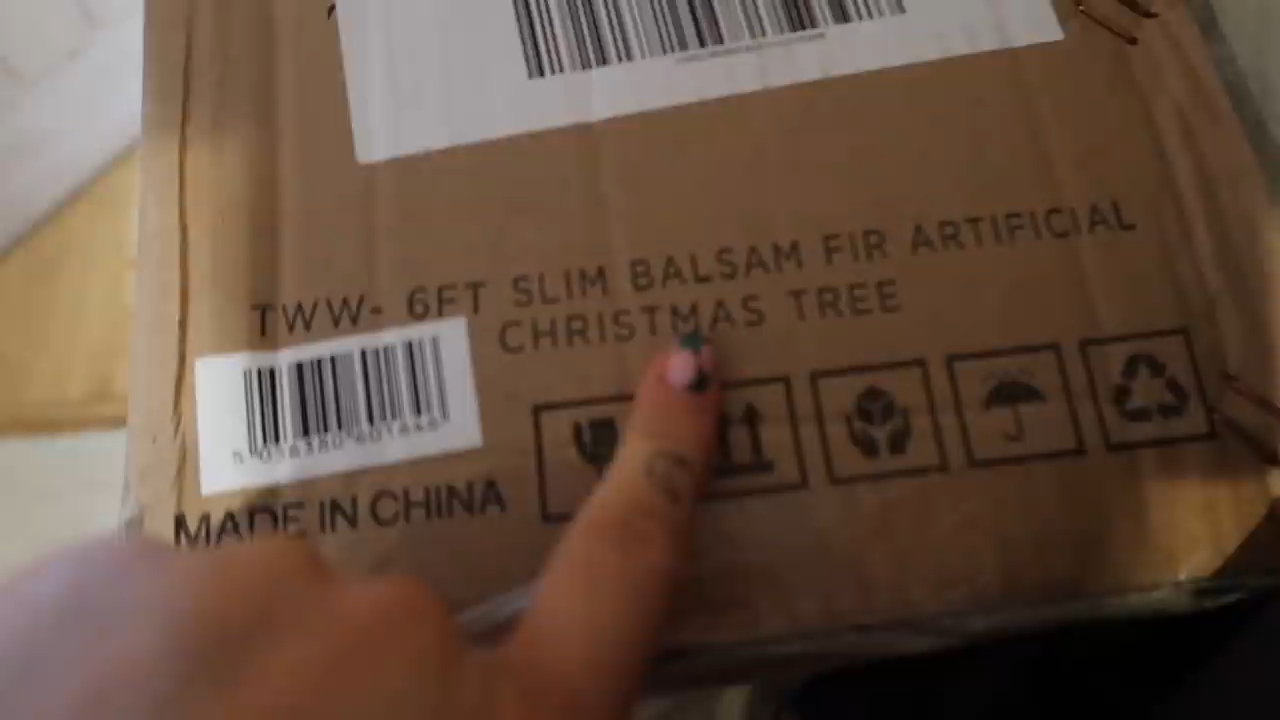 TWW- 6FT SLIM BALSAM FIR ARTIFICIAL
CHRISTMAS TREE
MADE IN CHINA